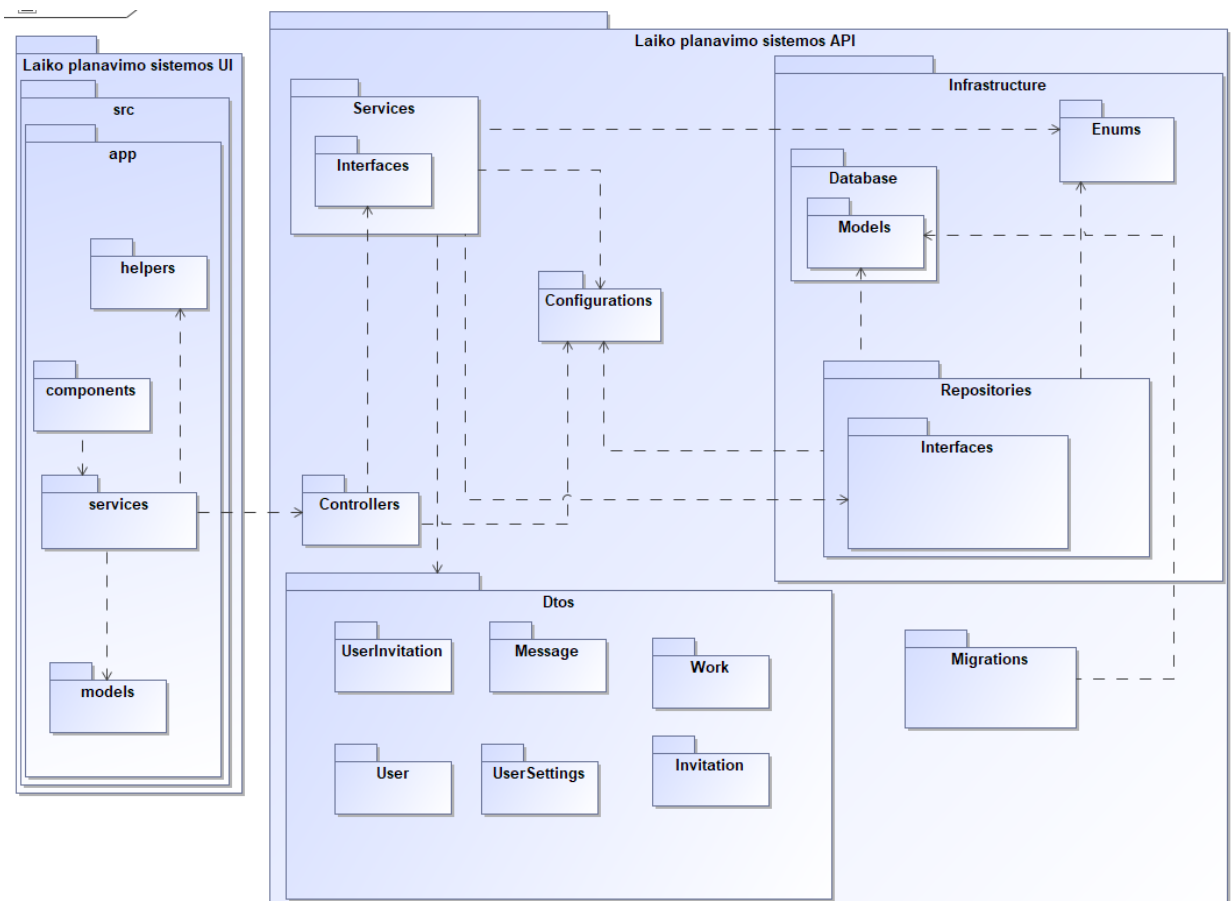 Laiko planavimo sistemos UI
src
app
helpers
components
services
models
Laiko planavimo sistemos API
Services
Interfaces
Configurations
Controllers
Infrastructure
Enums
Database
Models
Repositories
Interfaces
Dtos
UserInvitation
Message
Work
User
UserSettings
Invitation
Migrations